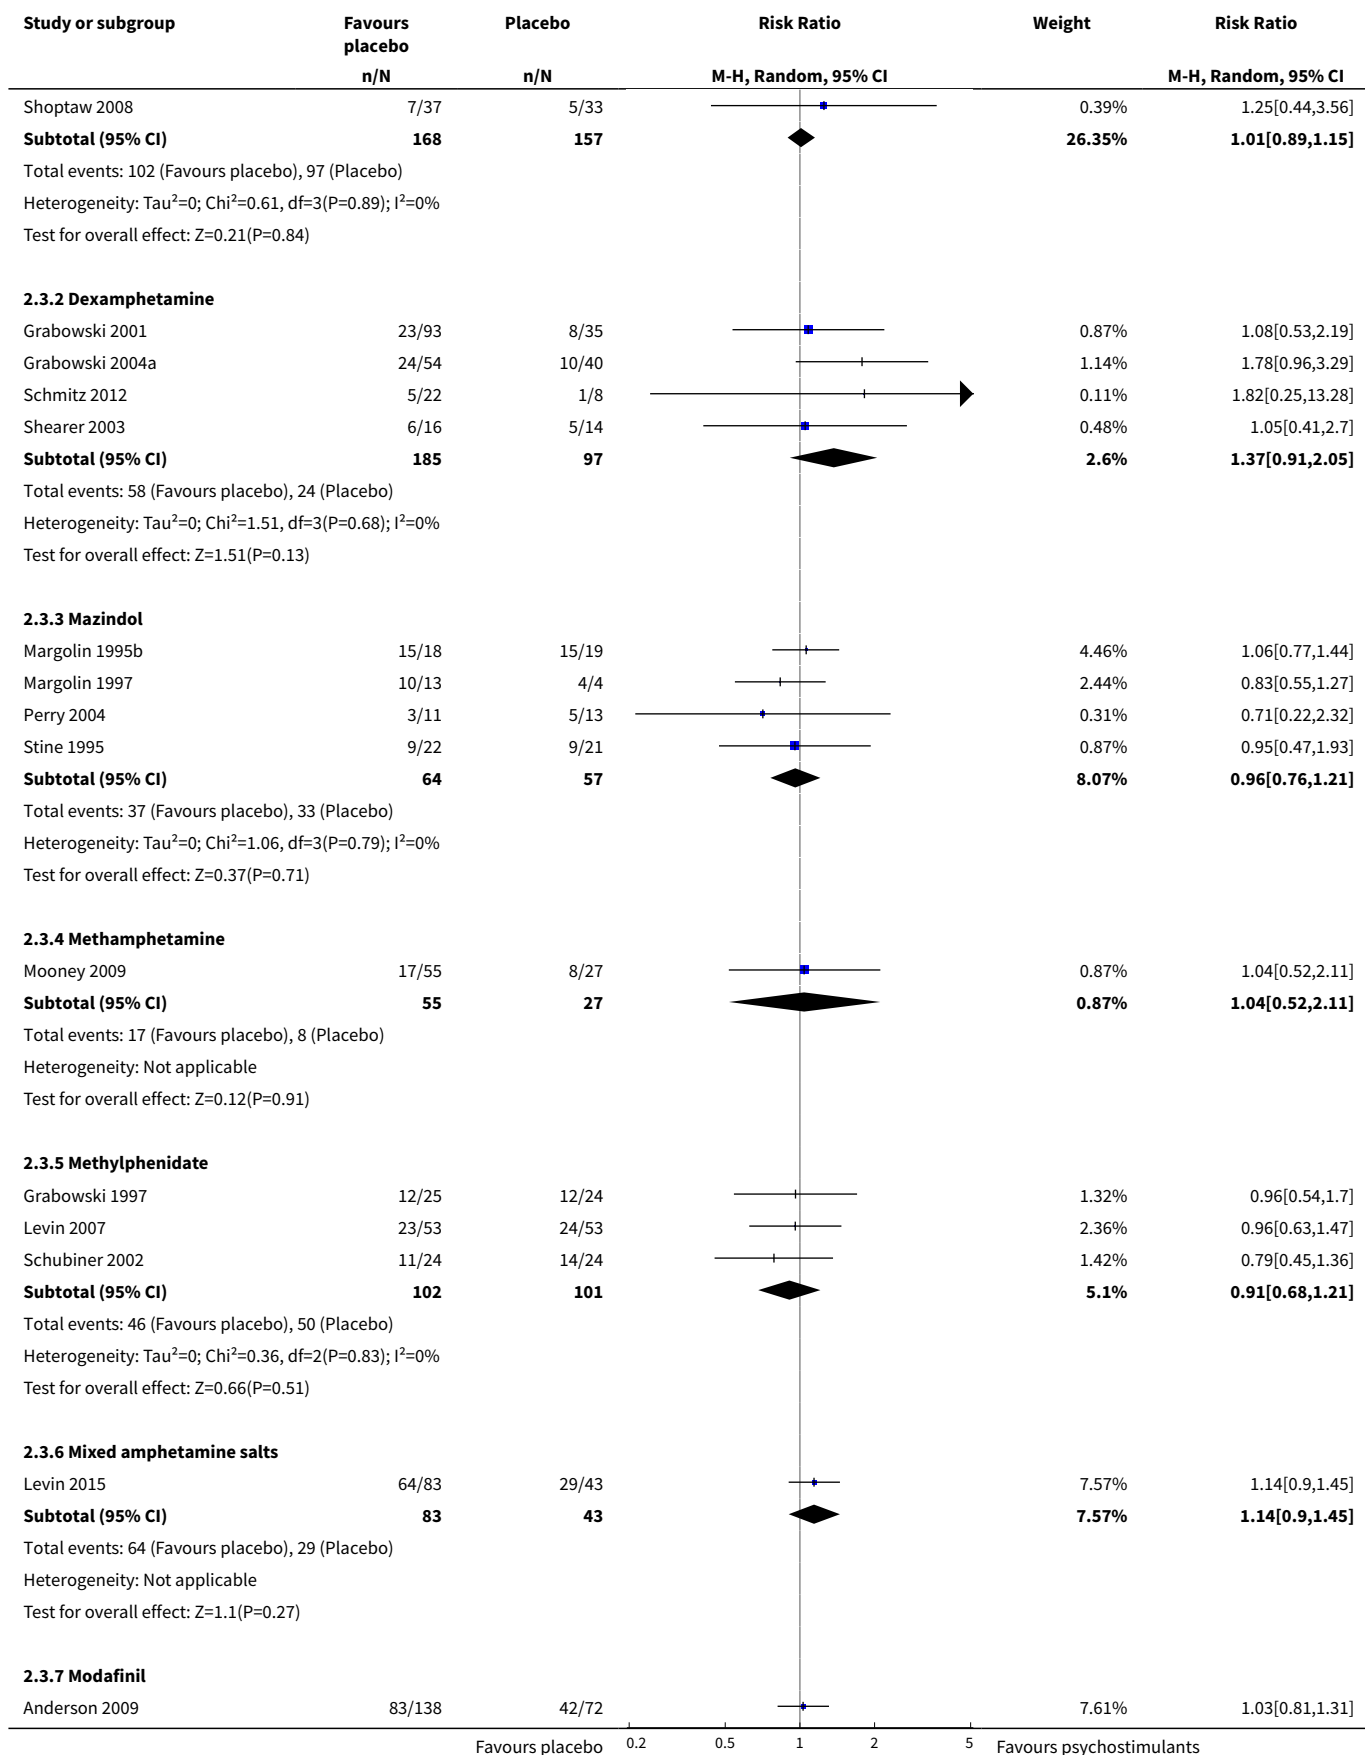 Study or subgroup Favours placebo Placebo Risk Ratio Weight Risk Ratio
n/N n/N M-H, Random, 95% CI M-H, Random, 95% CI
Shoptaw 2008 7/37 5/33 0.39% 1.25[0.44,3.56]
Subtotal (95% CI) 168 157 26.35% 1.01[0.89,1.15]
Total events: 102 (Favours placebo), 97 (Placebo)
Heterogeneity: Tau²=0; Chi²=0.61, df=3(P=0.89); I²=0%
Test for overall effect: Z=0.21(P=0.84)
2.3.2 Dexamphetamine
Grabowski 2001 23/93 8/35 0.87% 1.08[0.53,2.19]
Grabowski 2004a 24/54 10/40 1.14% 1.78[0.96,3.29]
Schmitz 2012 5/22 1/8 0.11% 1.82[0.25,13.28]
Shearer 2003 6/16 5/14 0.48% 1.05[0.41,2.7]
Subtotal (95% CI) 185 97 2.6% 1.37[0.91,2.05]
Total events: 58 (Favours placebo), 24 (Placebo)
Heterogeneity: Tau²=0; Chi²=1.51, df=3(P=0.68); I²=0%
Test for overall effect: Z=1.51(P=0.13)
2.3.3 Mazindol
Margolin 1995b 15/18 15/19 4.46% 1.06[0.77,1.44]
Margolin 1997 10/13 4/4 2.44% 0.83[0.55,1.27]
Perry 2004 3/11 5/13 0.31% 0.71[0.22,2.32]
Stine 1995 9/22 9/21 0.87% 0.95[0.47,1.93]
Subtotal (95% CI) 64 57 8.07% 0.96[0.76,1.21]
Total events: 37 (Favours placebo), 33 (Placebo)
Heterogeneity: Tau²=0; Chi²=1.06, df=3(P=0.79); I²=0%
Test for overall effect: Z=0.37(P=0.71)
2.3.4 Methamphetamine
Mooney 2009 17/55 8/27 0.87% 1.04[0.52,2.11]
Subtotal (95% CI) 55 27 0.87% 1.04[0.52,2.11]
Total events: 17 (Favours placebo), 8 (Placebo)
Heterogeneity: Not applicable
Test for overall effect: Z=0.12(P=0.91)
2.3.5 Methylphenidate
Grabowski 1997 12/25 12/24 1.32% 0.96[0.54,1.7]
Levin 2007 23/53 24/53 2.36% 0.96[0.63,1.47]
Schubiner 2002 11/24 14/24 1.42% 0.79[0.45,1.36]
Subtotal (95% CI) 102 101 5.1% 0.91[0.68,1.21]
Total events: 46 (Favours placebo), 50 (Placebo)
Heterogeneity: Tau²=0; Chi²=0.36, df=2(P=0.83); I²=0%
Test for overall effect: Z=0.66(P=0.51)
2.3.6 Mixed amphetamine salts
Levin 2015 64/83 29/43 7.57% 1.14[0.9,1.45]
Subtotal (95% CI) 83 43 7.57% 1.14[0.9,1.45]
Total events: 64 (Favours placebo), 29 (Placebo)
Heterogeneity: Not applicable
Test for overall effect: Z=1.1(P=0.27)
2.3.7 Modafinil
Anderson 2009 83/138 42/72 7.61% 1.03[0.81,1.31]
Favours placebo 0.2 0.5 1 2 5 Favours psychostimulants